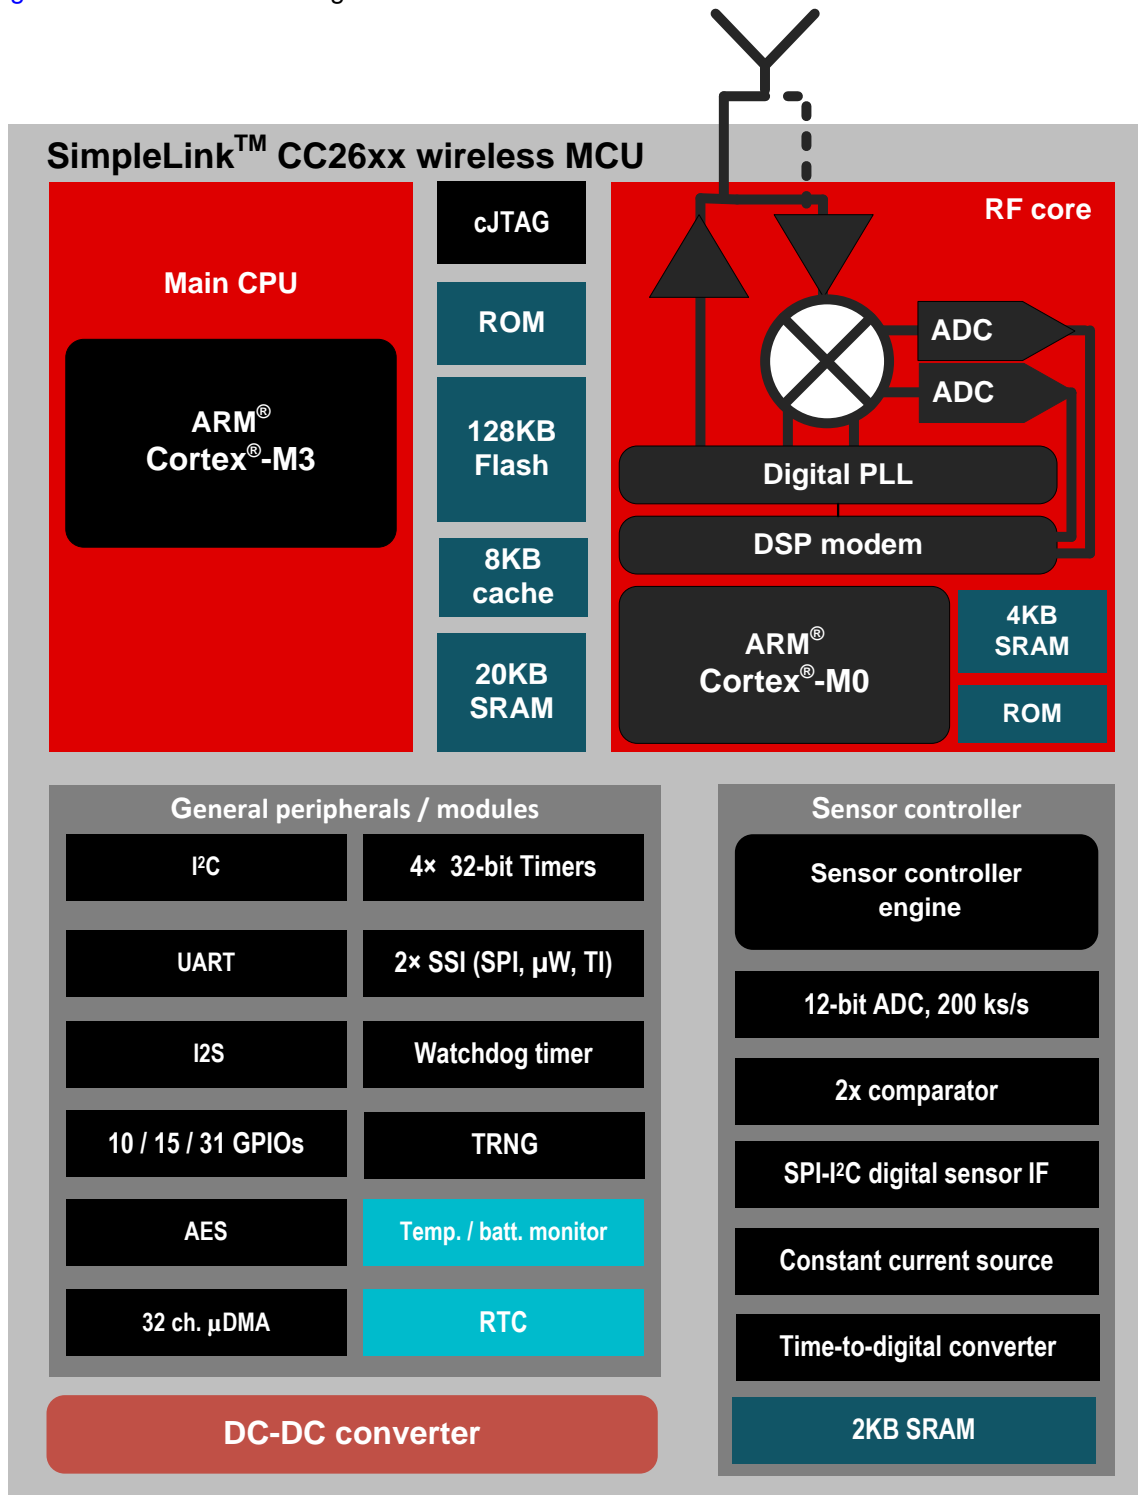 SimpleLink™ CC26xx wireless MCU
Main CPU
ARM®
Cortex®-M3
cJTAG
ROM
128KB
Flash
8KB
cache
20KB
SRAM
RF core
ADC
ADC
Digital PLL
DSP modem
ARM®
Cortex®-M0
4KB
SRAM
ROM
General peripherals / modules
I²C
4× 32-bit Timers
UART
2× SSI (SPI, µW, TI)
I2S
Watchdog timer
10 / 15 / 31 GPIOs
TRNG
AES
Temp. / batt. monitor
32 ch. µDMA
RTC
DC-DC converter
Sensor controller
Sensor controller
engine
12-bit ADC, 200 ks/s
2x comparator
SPI-I²C digital sensor IF
Constant current source
Time-to-digital converter
2KB SRAM